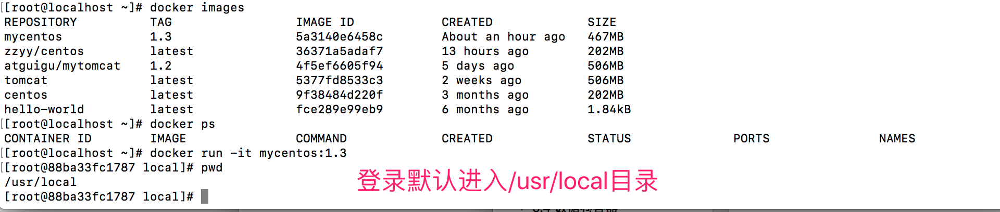 [[root@localhost ~]# docker images
REPOSITORY TAG IMAGE ID CREATED SIZE
mycentos 1.3 5a3140e6458c About an hour ago 467MB
zzyy/centos latest 36371a5adaf7 13 hours ago 202MB
atguigu/mytomcat 1.2 4f5ef6605f94 5 days ago 506MB
tomcat latest 5377fd8533c3 2 weeks ago 506MB
centos latest 9f38484d220f 3 months ago 202MB
hello-world latest fce289e99eb9 6 months ago 1.84kB
[[root@localhost ~]# docker ps
CONTAINER ID IMAGE COMMAND CREATED STATUS PORTS NAMES
[[root@localhost ~]# docker run -it mycentos:1.3
[[root@88ba33fc1787 local]# pwd
/usr/local
[root@88ba33fc1787 local]#
登录默认进入/usr/local目录